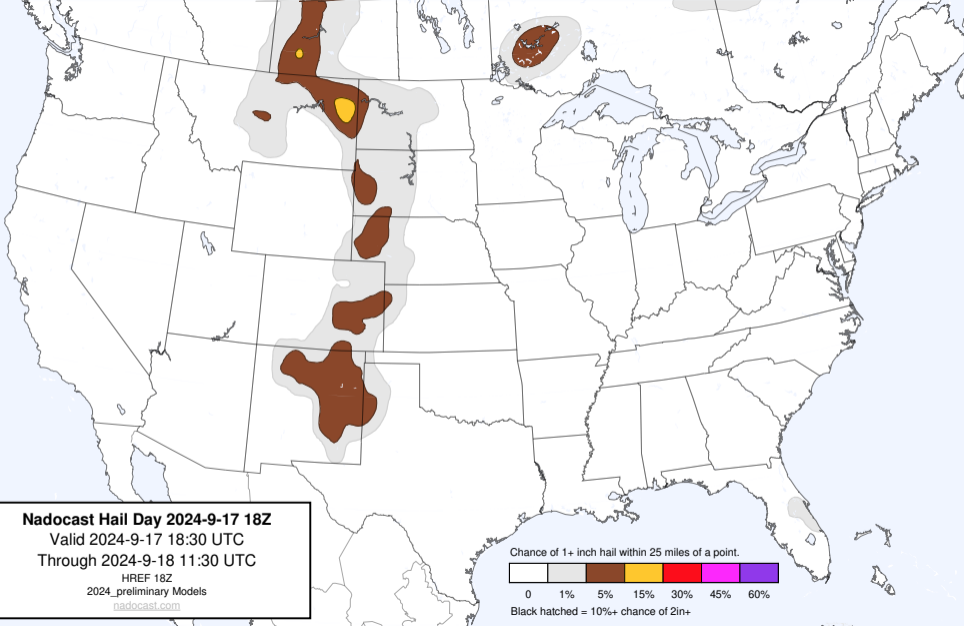 Nadocast Hail Day 2024-9-17 18Z
Valid 2024-9-17 18:30 UTC
Through 2024-9-18 11:30 UTC
HREF 18Z
2024_preliminary Models
nadocast.com
Chance of 1+ inch hail within 25 miles of a point.
0 1% 5% 15% 30% 45% 60%
Black hatched = 10%+ chance of 2in+